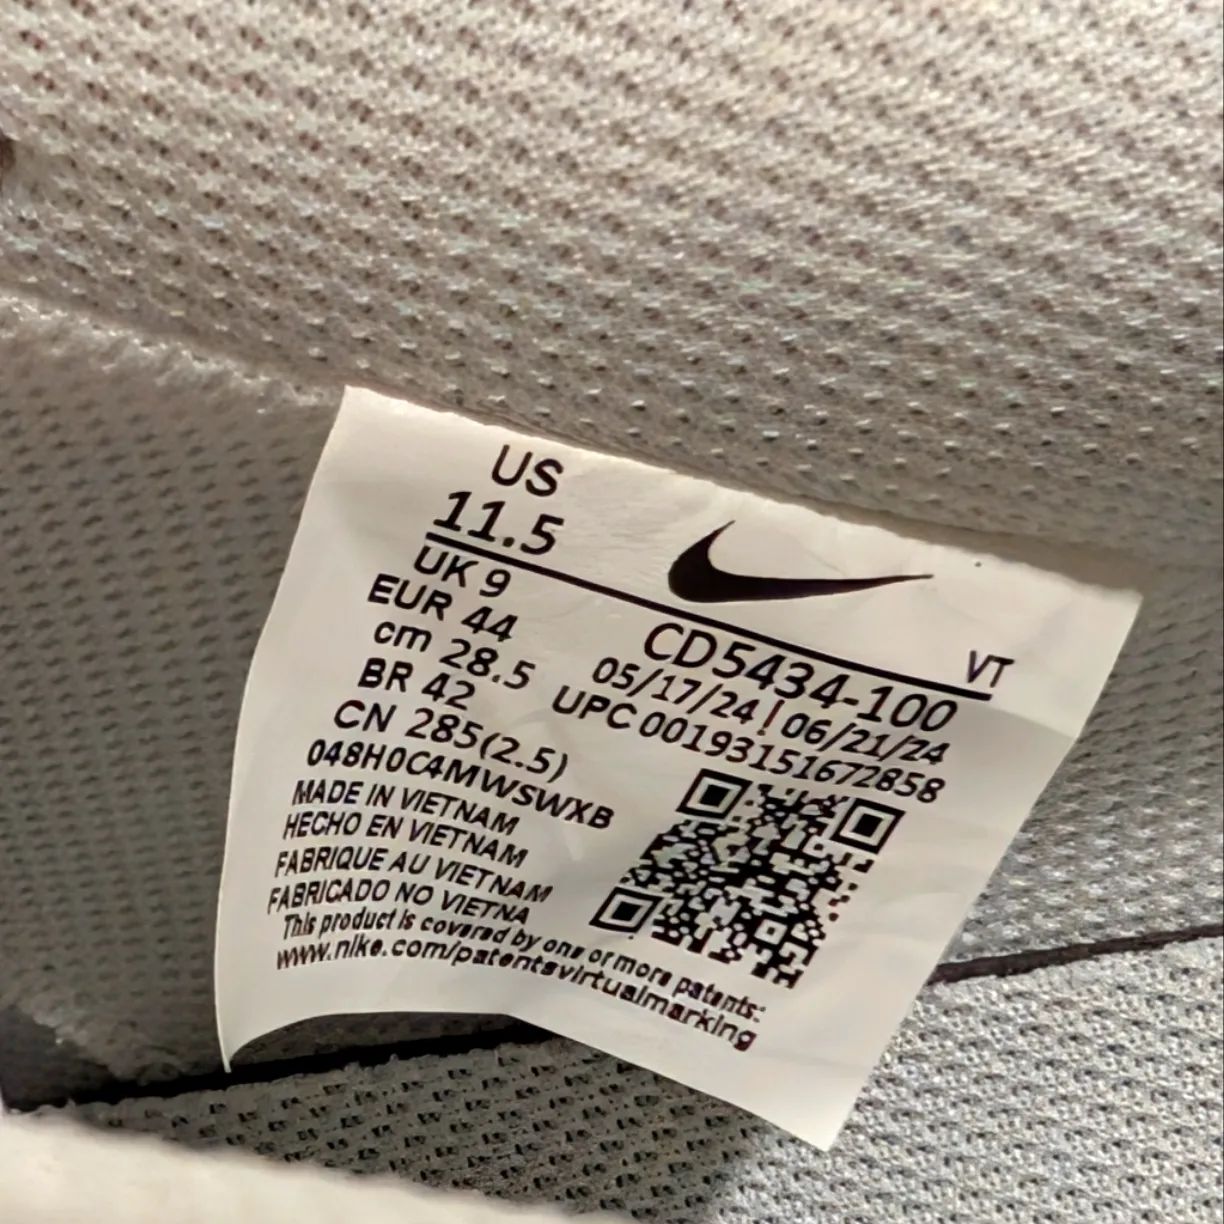 US
11.5
VT
UK 9
EUR 44
cm 28.5
BR 42
CN 285(2.5)
048H0C4MWSWXB
CD5434-100
05/17/24 | 06/21/24
UPC 00193151672858
MADE IN VIETNAM
HECHO EN VIETNAM
FABRIQUE AU VIETNAM
FABRICADO NO VIETNA
This product is covered by one or more patents:
www.nike.com/patentsvirtualmarking